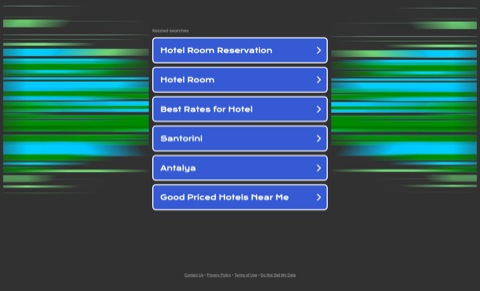 Related searches
Hotel Room Reservation
Hotel Room
Best Rates for Hotel
Santorini
Antalya
Good Priced Hotels Near Me
Contact Us • Privacy Policy • Terms of Use • Do Not Sell My Data